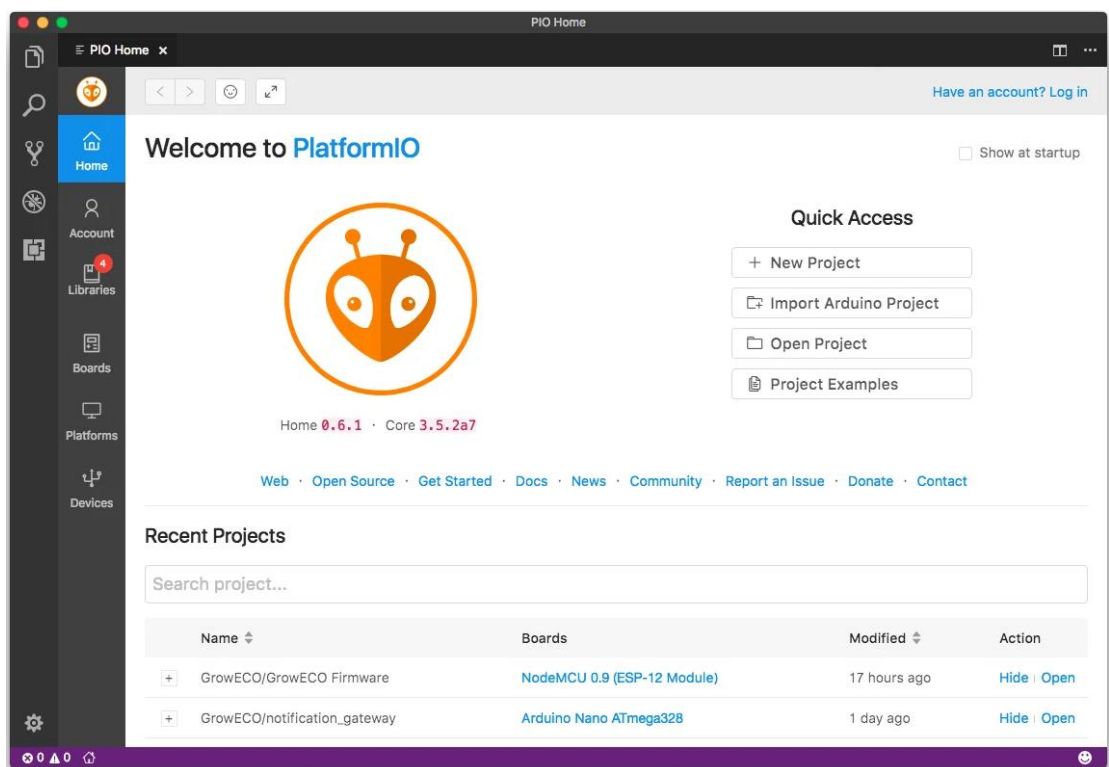 PIO Home
PIO Home
Have an account? Log in
Home
Account
4
Libraries
Boards
Platforms
Devices
Welcome to PlatformIO
Show at startup
Quick Access
New Project
Import Arduino Project
Open Project
Project Examples
Home 0.6.1 · Core 3.5.2a7
Web · Open Source · Get Started · Docs · News · Community · Report an Issue · Donate · Contact
Recent Projects
Search project...
Name Boards Modified Action
GrowECO/GrowECO Firmware NodeMCU 0.9 (ESP-12 Module) 17 hours ago Hide Open
GrowECO/notification_gateway Arduino Nano ATmega328 1 day ago Hide Open
0 0